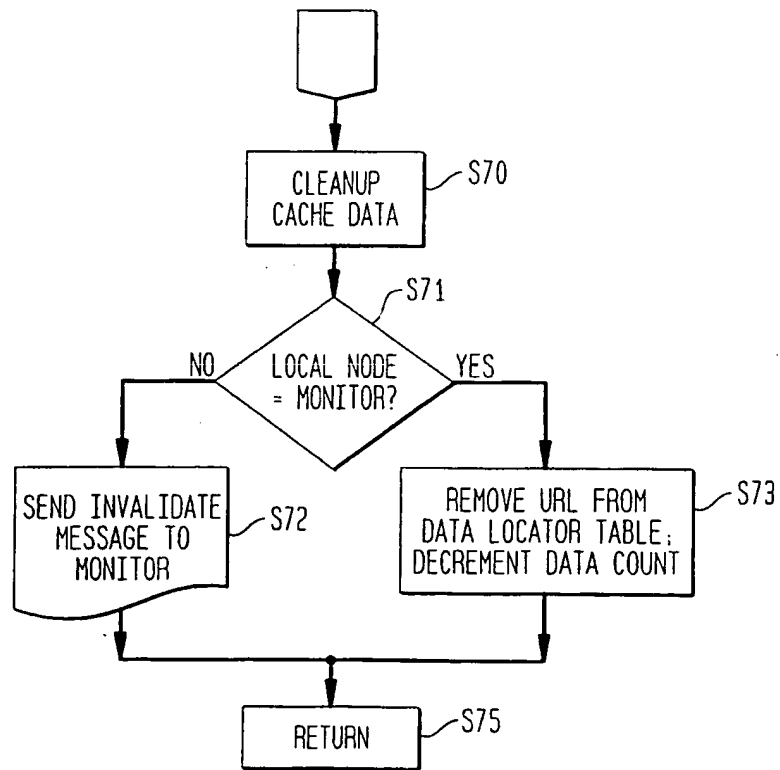 CLEANUP
CACHE DATA
S70
S71
LOCAL NODE
= MONITOR?
NO
YES
SEND INVALIDATE
MESSAGE TO
MONITOR
S72
REMOVE URL FROM
DATA LOCATOR TABLE;
DECREMENT DATA COUNT
S73
RETURN
S75